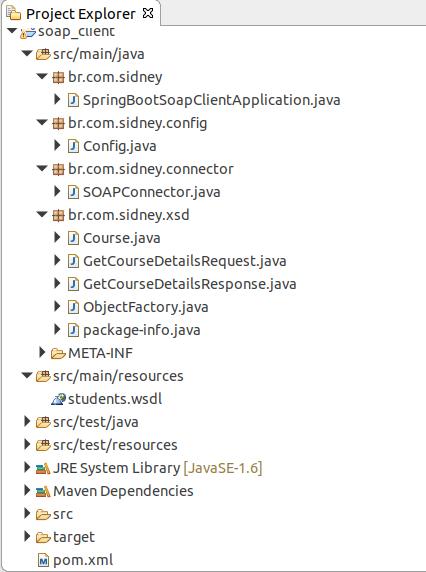 Project Explorer
soap_client
src/main/java
br.com.sidney
SpringBootSoapClientApplication.java
br.com.sidney.config
Config.java
br.com.sidney.connector
SOAPConnector.java
br.com.sidney.xsd
Course.java
GetCourseDetailsRequest.java
GetCourseDetailsResponse.java
ObjectFactory.java
package-info.java
META-INF
src/main/resources
students.wsdl
src/test/java
src/test/resources
JRE System Library [JavaSE-1.6]
Maven Dependencies
src
target
pom.xml